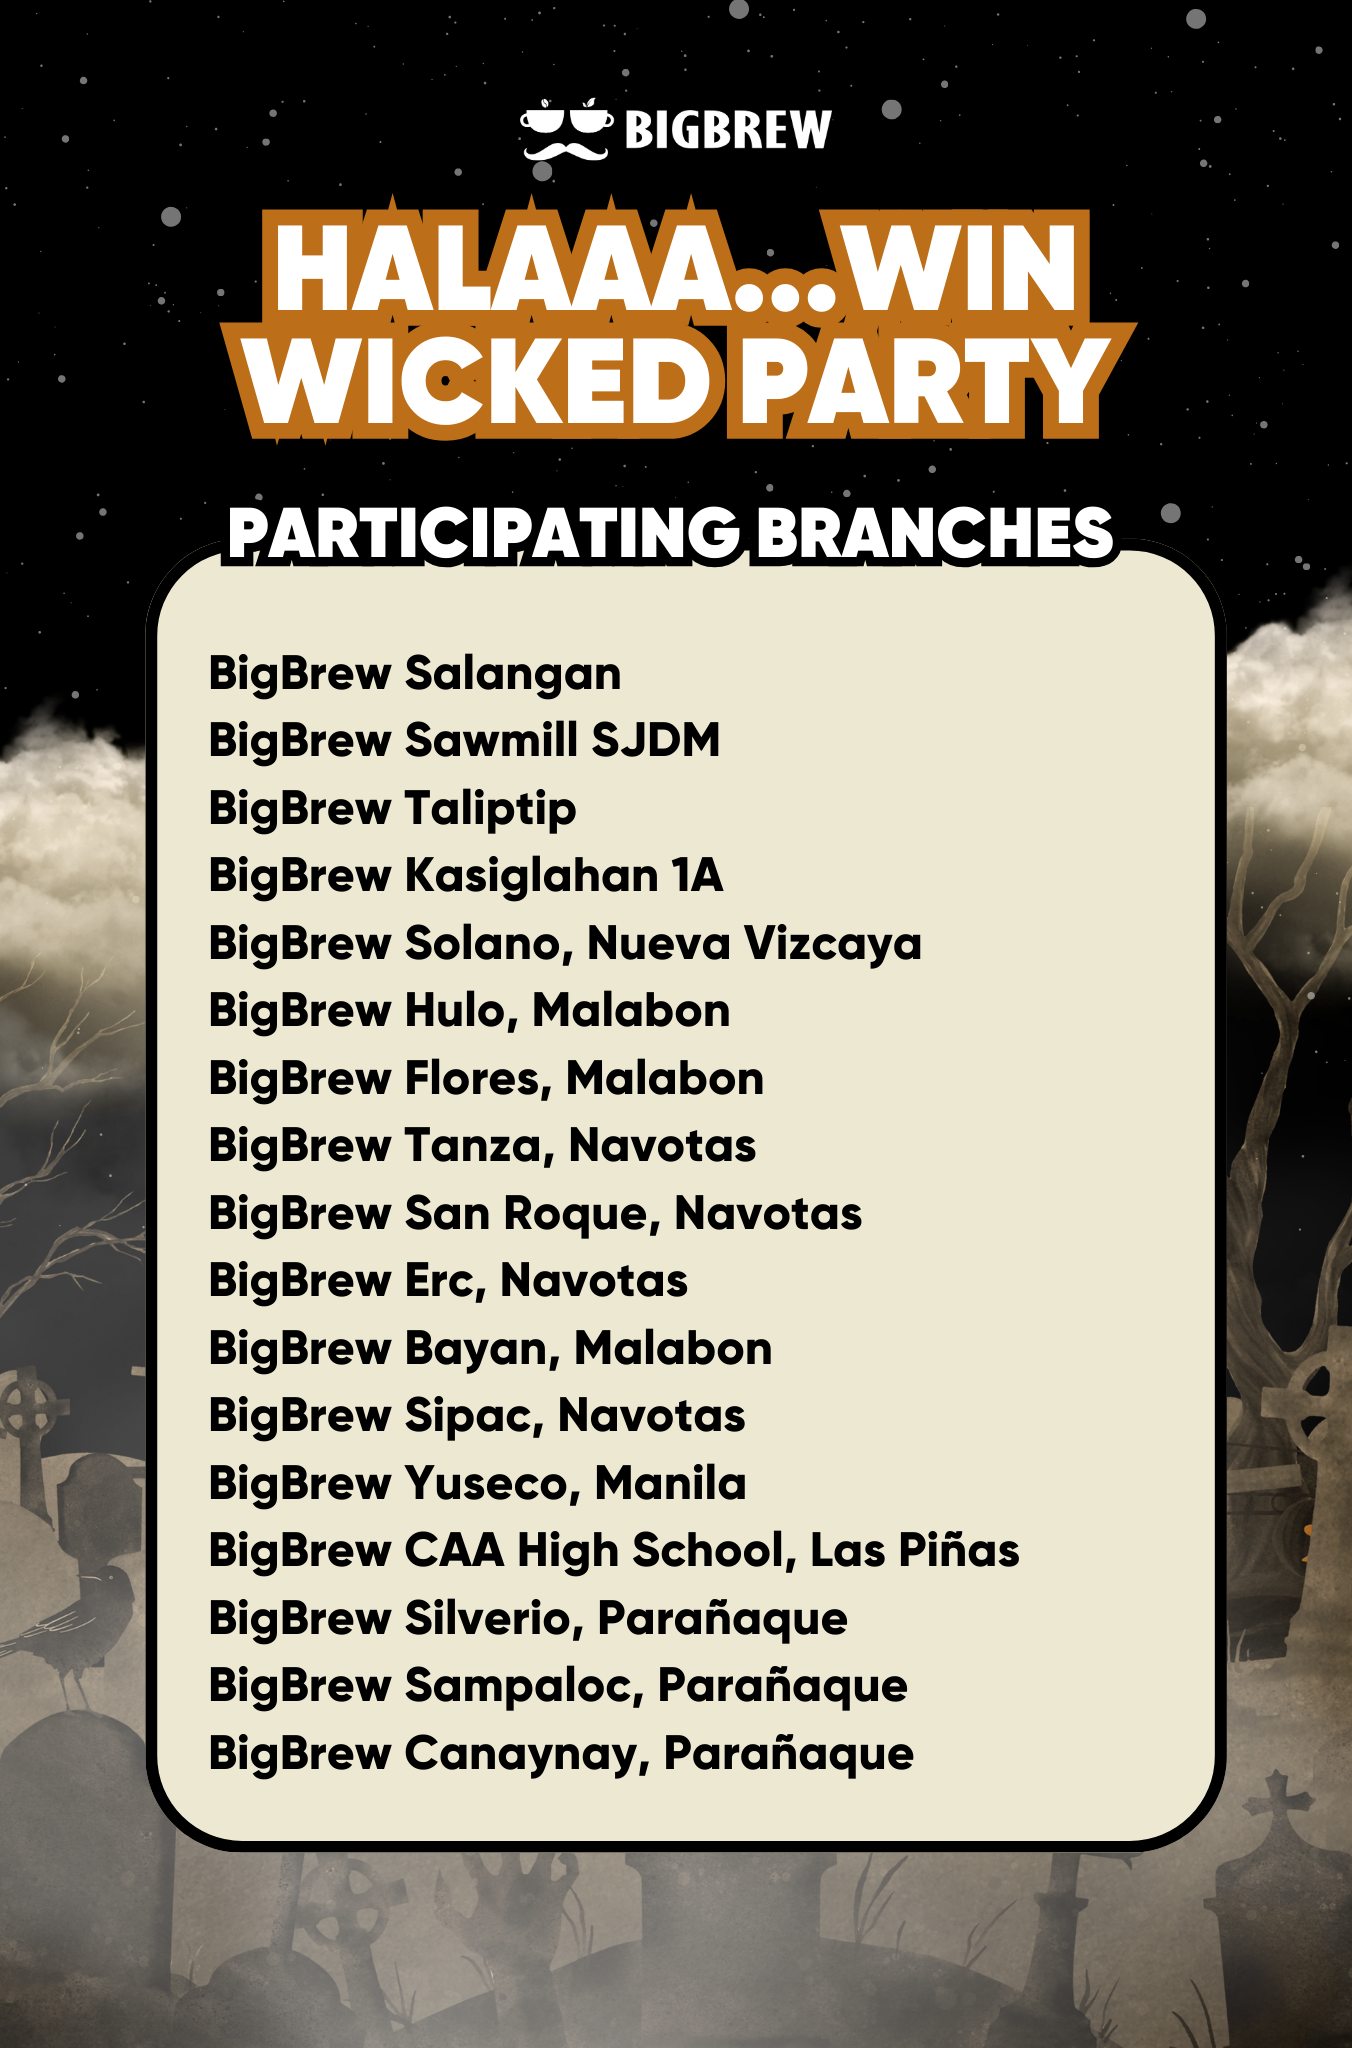 BIGBREW
HALAAA...WIN
WICKED PARTY
PARTICIPATING BRANCHES
BigBrew Salangan
BigBrew Sawmill SJDM
BigBrew Taliptip
BigBrew Kasiglahan 1A
BigBrew Solano, Nueva Vizcaya
BigBrew Hulo, Malabon
BigBrew Flores, Malabon
BigBrew Tanza, Navotas
BigBrew San Roque, Navotas
BigBrew Erc, Navotas
BigBrew Bayan, Malabon
BigBrew Sipac, Navotas
BigBrew Yuseco, Manila
BigBrew CAA High School, Las Piñas
BigBrew Silverio, Parañaque
BigBrew Sampaloc, Parañaque
BigBrew Canaynay, Parañaque